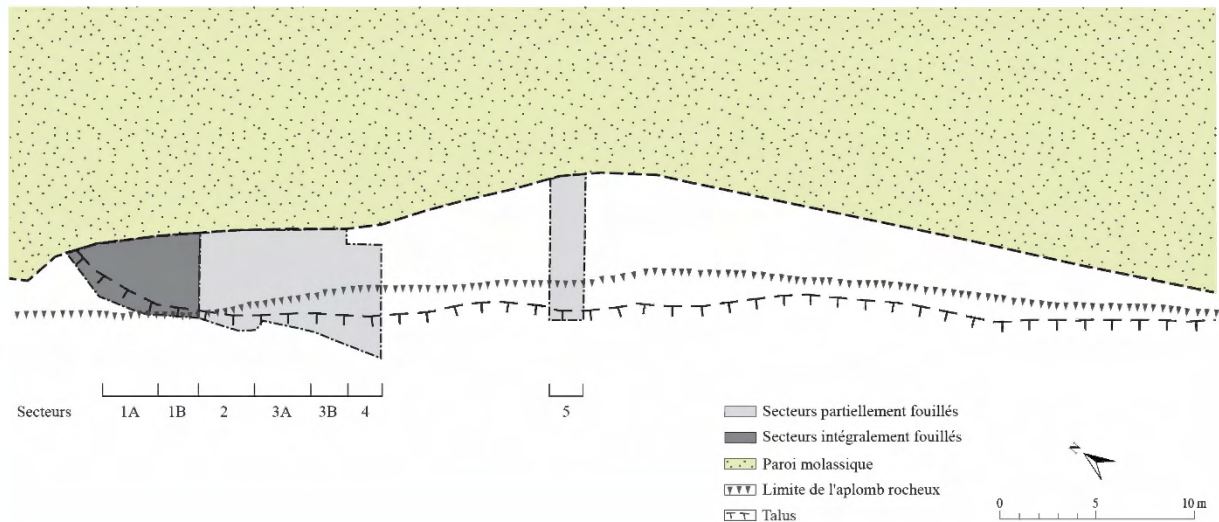 Secteurs 1A 1B 2 3A 3B 4 5
Secteurs partiellement fouillés
Secteurs intégralement fouillés
Paroi molassique
Limite de l'aplomb rocheux
Talus
N
0 5 10 m